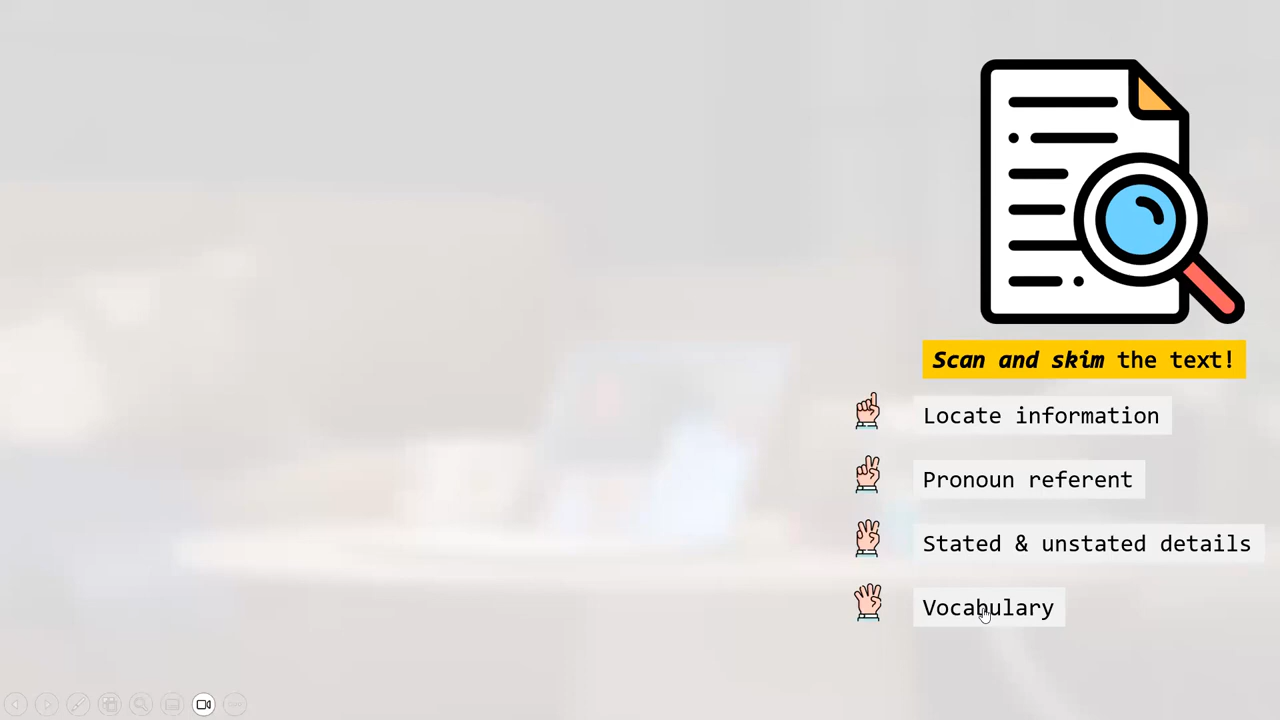 Scan and skim the text!
Locate information
Pronoun referent
Stated & unstated details
Vocabulary